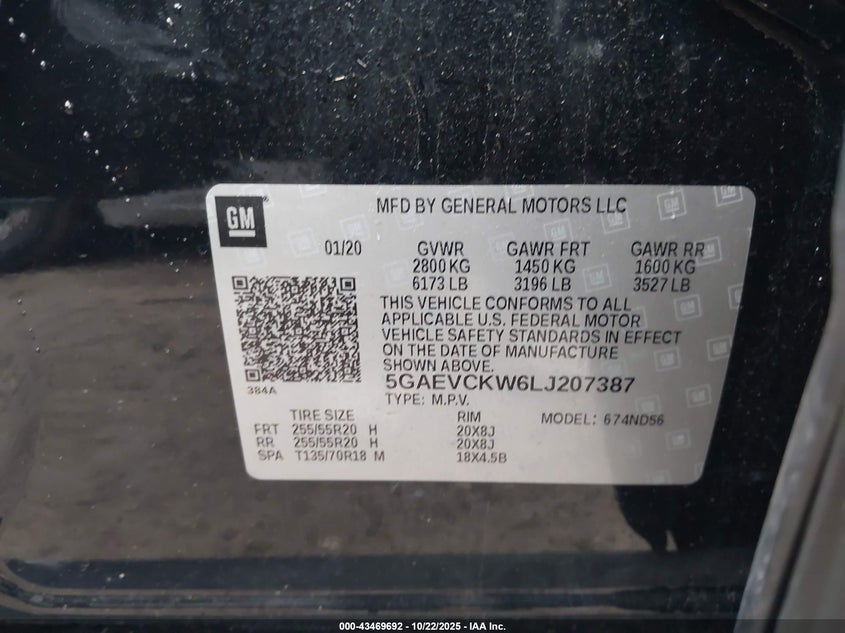 GM
MFD BY GENERAL MOTORS LLC
01/20 GVWR GAWR FRT GAWR RR
2800 KG 1450 KG 1600 KG
6173 LB 3196 LB 3527 LB
THIS VEHICLE CONFORMS TO ALL
APPLICABLE U.S. FEDERAL MOTOR
VEHICLE SAFETY STANDARDS IN EFFECT
ON THE DATE OF MANUFACTURE
SHOWN ABOVE.
384A
5GAEVCKW6LJ207387
TYPE: M.P.V.
TIRE SIZE RIM MODEL: 674ND56
FRT 255/55R20 H 20X8J
RR 255/55R20 H 20X8J
SPA T135/70R18 M 18X4.5B
000-43469692 - 10/22/2025 - IAA Inc.